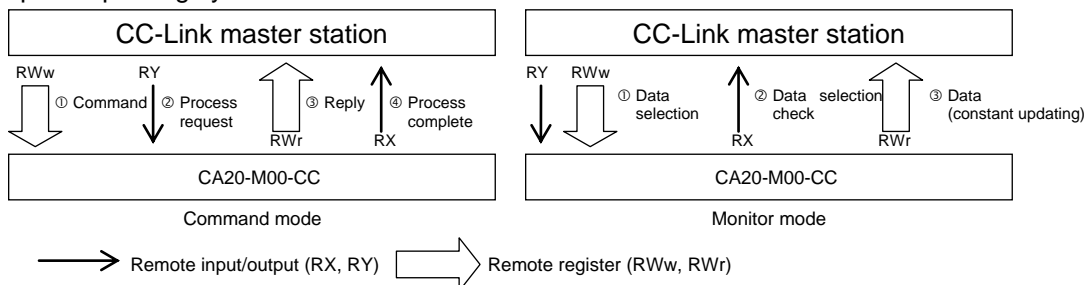 CC-Link master station
CC-Link master station
RWw
RY
① Command
② Process
request
③ Reply
④ Process
complete
RWr
RX
RY
RWw
① Data
selection
② Data selection
check
③ Data
(constant updating)
RX
RWr
CA20-M00-CC
CA20-M00-CC
Command mode
Monitor mode
Remote input/output (RX, RY)
Remote register (RWw, RWr)